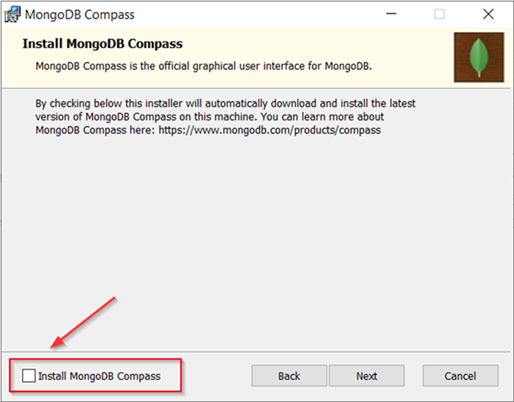 MongoDB Compass
Install MongoDB Compass
MongoDB Compass is the official graphical user interface for MongoDB.
By checking below this installer will automatically download and install the latest
version of MongoDB Compass on this machine. You can learn more about
MongoDB Compass here: https://www.mongodb.com/products/compass
Install MongoDB Compass
Back
Next
Cancel